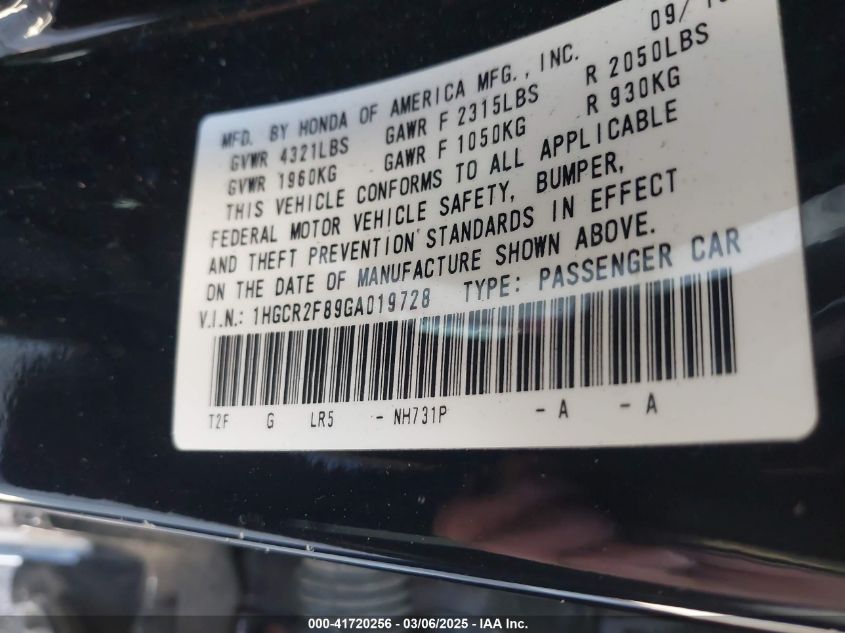 09/
MFD. BY HONDA OF AMERICA MFG., INC.
GVWR 4321LBS GAWR F 2315LBS R 2050LBS
GVWR 1960KG GAWR F 1050KG R 930KG
THIS VEHICLE CONFORMS TO ALL APPLICABLE
FEDERAL MOTOR VEHICLE SAFETY, BUMPER,
AND THEFT PREVENTION STANDARDS IN EFFECT
ON THE DATE OF MANUFACTURE SHOWN ABOVE.
V.I.N.: 1HGCR2F89GA019728 TYPE: PASSENGER CAR
T2F G LR5 - NH731P - A - A
000-41720256 - 03/06/2025 - IAA Inc.